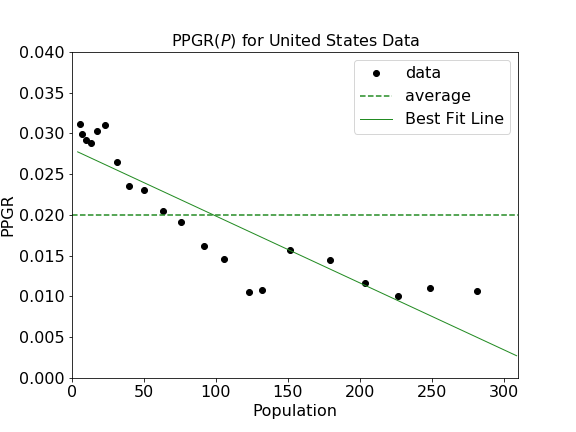 PPGR(P) for United States Data
0.040
0.035
0.030
0.025
0.020
0.015
0.010
0.005
0.000
PPGR
data
average
Best Fit Line
0 50 100 150 200 250 300
Population